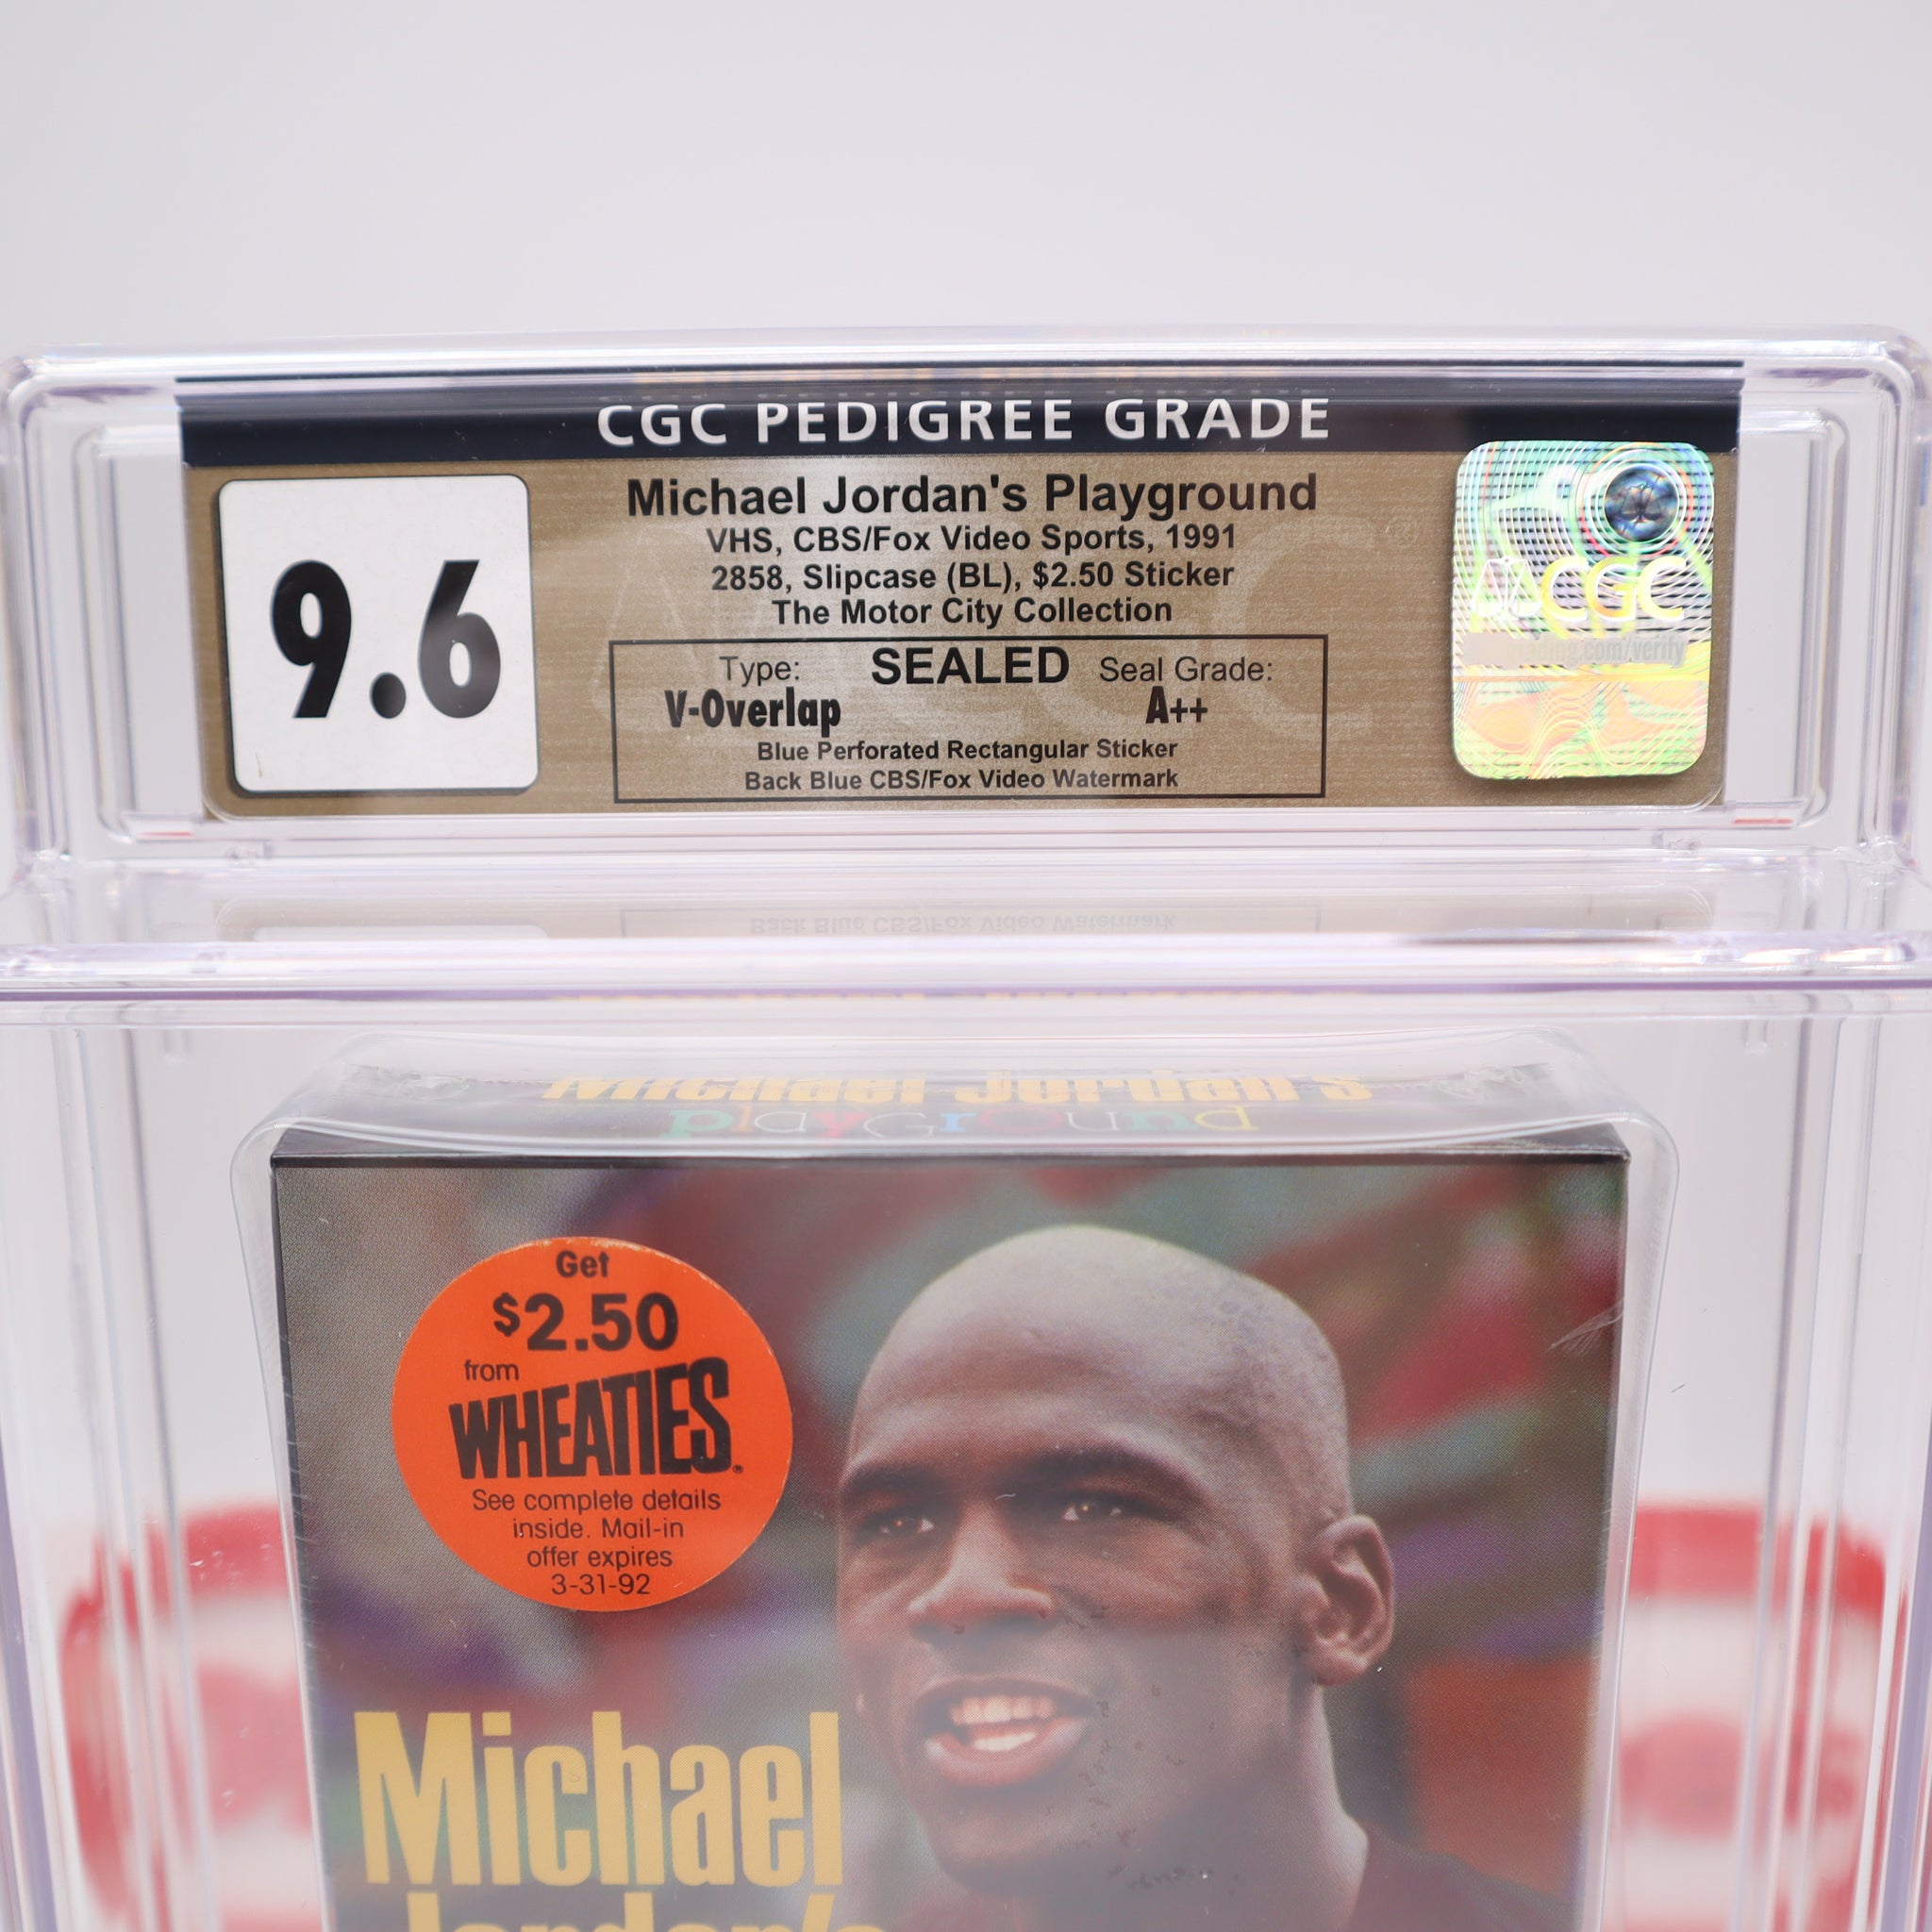 CGC PEDIGREE GRADE
9.6
Michael Jordan's Playground
VHS, CBS/Fox Video Sports, 1991
2858, Slipcase (BL), $2.50 Sticker
The Motor City Collection
Type: SEALED Seal Grade:
V-Overlap A++
Blue Perforated Rectangular Sticker
Back Blue CBS/Fox Video Watermark
CGC
.com/verify
Michael Jordan's
playground
Get
$2.50
from
WHEATIES
See complete details
inside. Mail-in
offer expires
3-31-92
Michael
Jordan's